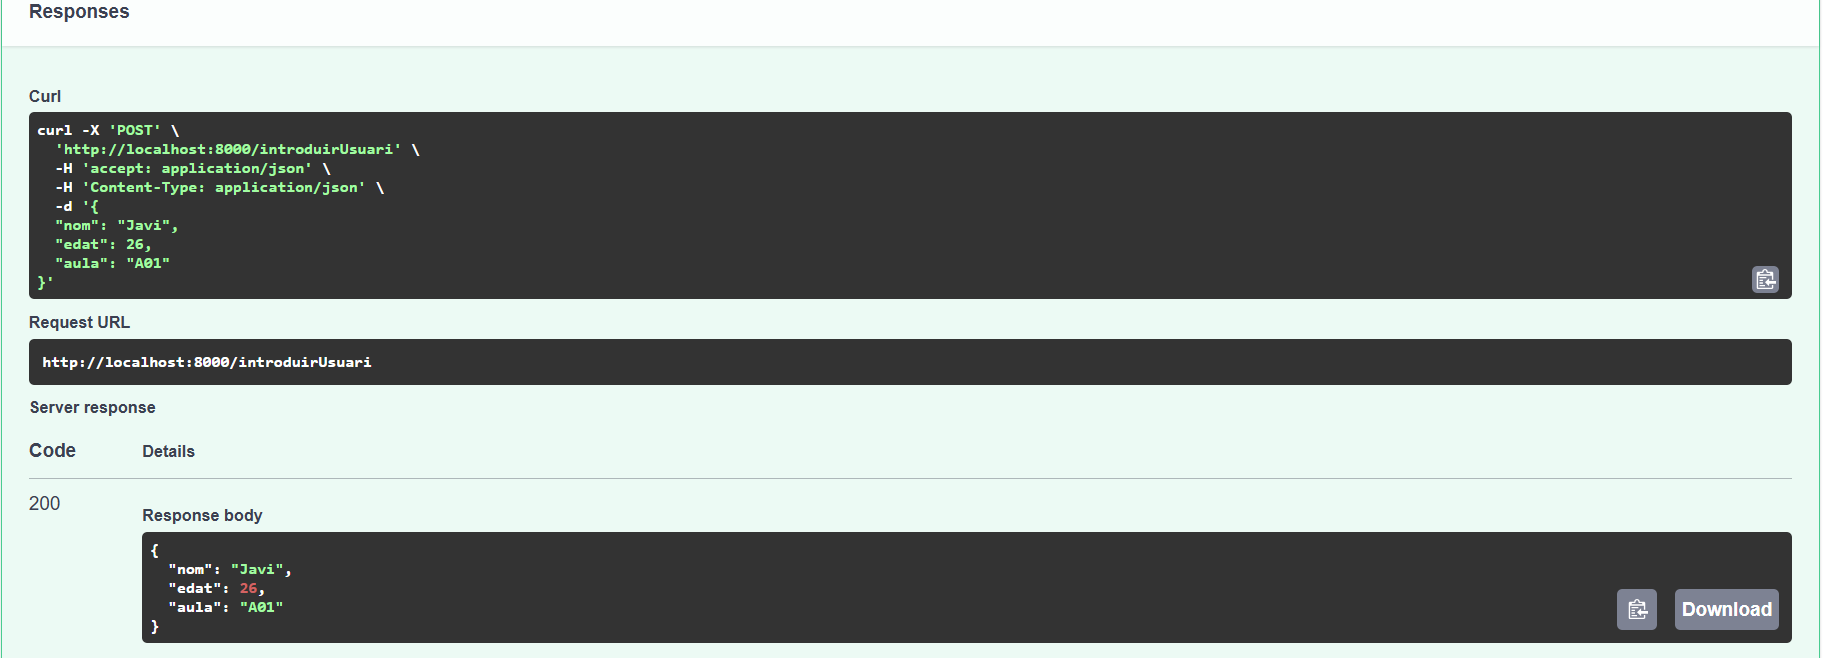 Responses
Curl
curl -X 'POST' \
  'http://localhost:8000/introduirUsuari' \
  -H 'accept: application/json' \
  -H 'Content-Type: application/json' \
  -d '{
  "nom": "Javi",
  "edat": 26,
  "aula": "A01"
}'
Request URL
http://localhost:8000/introduirUsuari
Server response
Code Details
200
Response body
{
  "nom": "Javi",
  "edat": 26,
  "aula": "A01"
}
Download